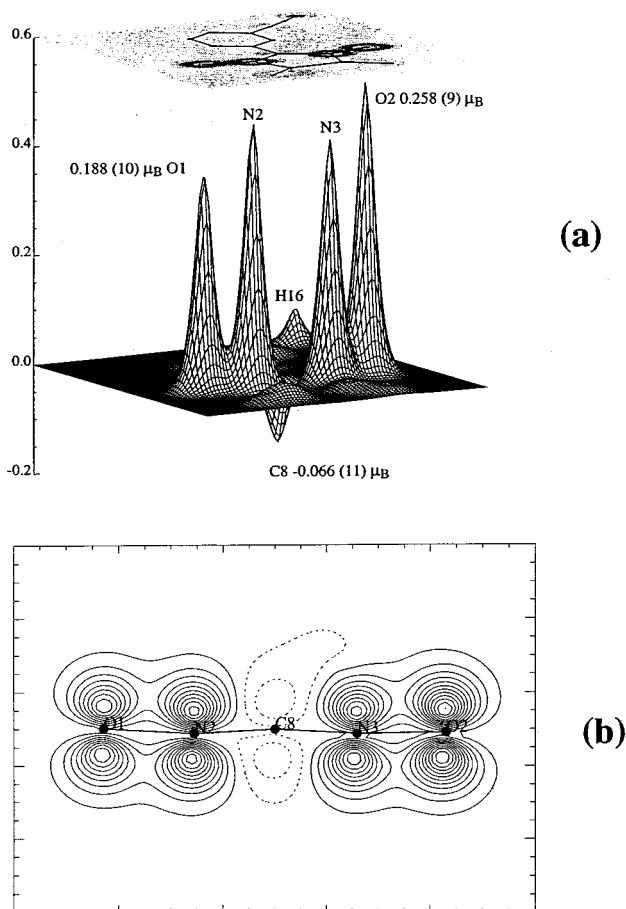 0.6
O2 0.258 (9) μB
N2
N3
0.4
0.188 (10) μB O1
(a)
H16
0.2
0.0
-0.2
C8 -0.066 (11) μB
O1
N2
C8
N3
O2
(b)